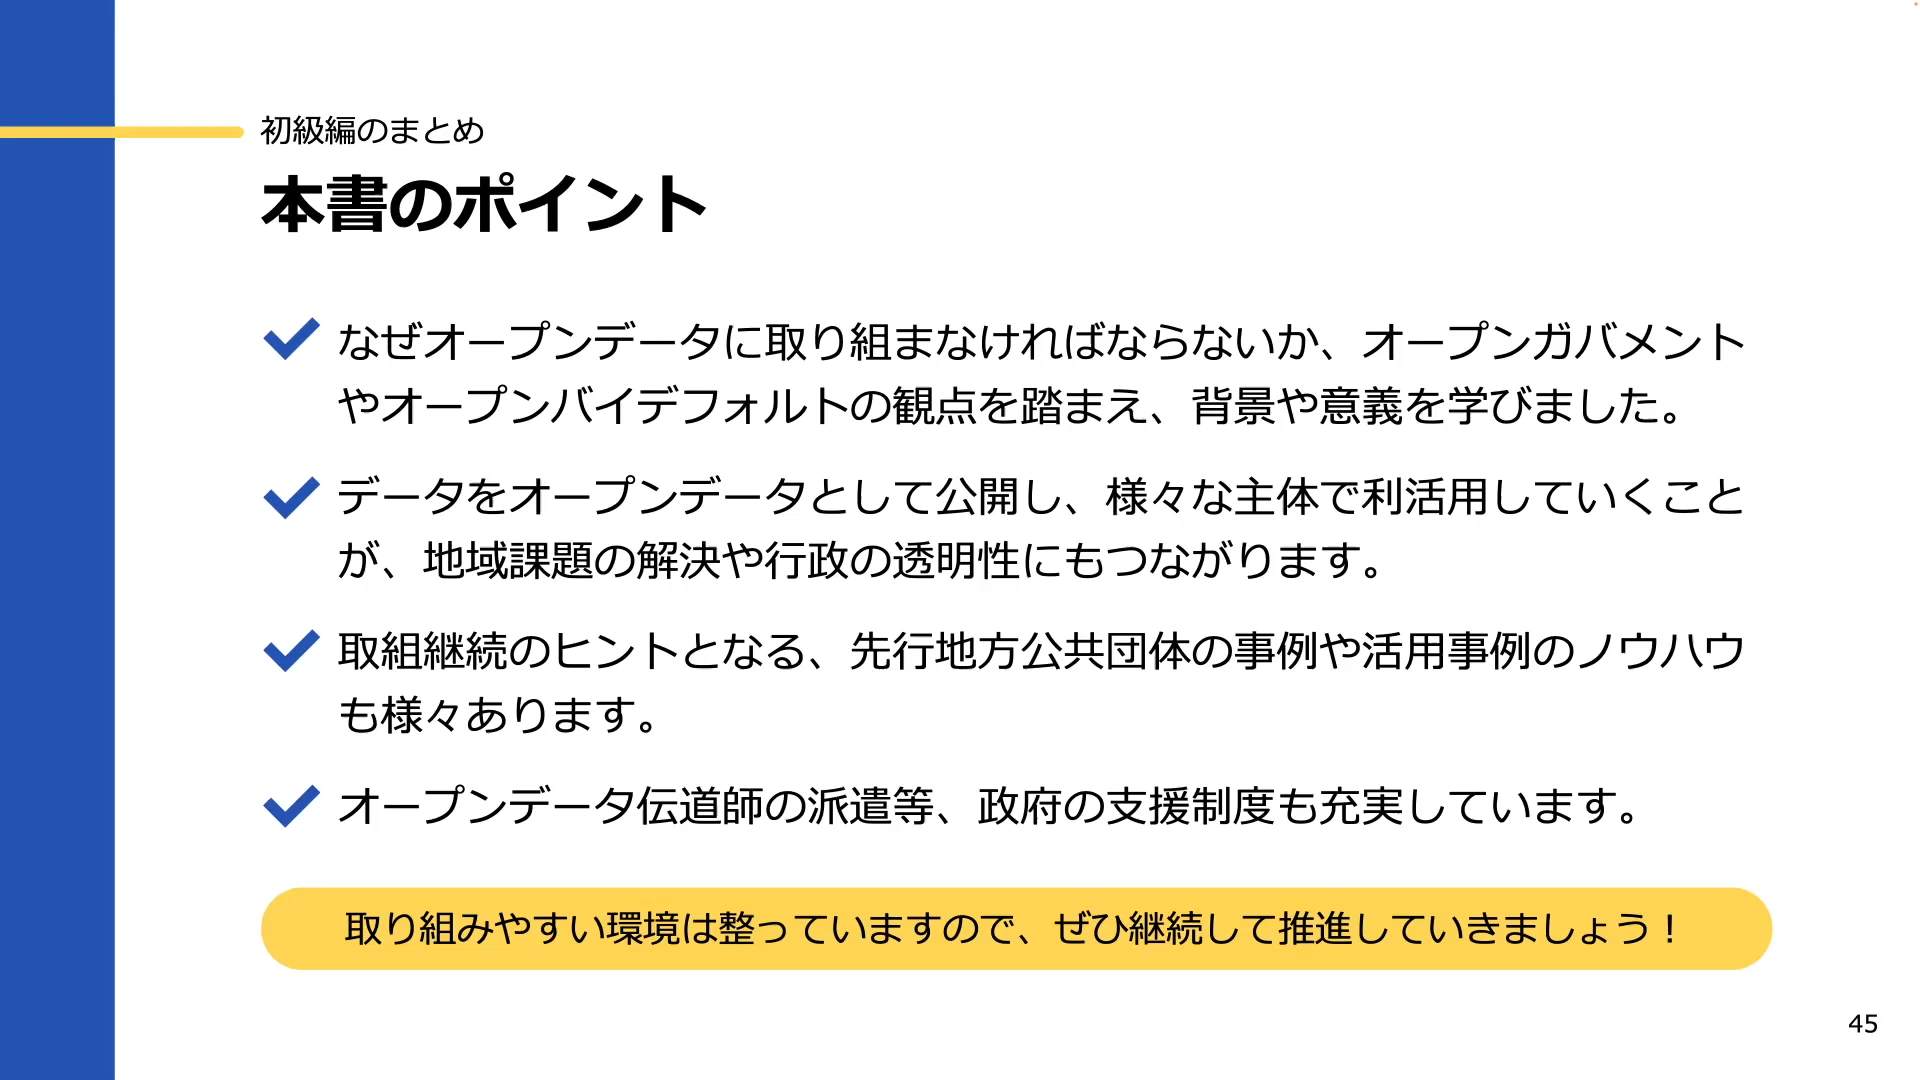 初級編のまとめ
本書のポイント
なぜオープンデータに取り組まなければならないか、オープンガバメント
やオープンバイデフォルトの観点を踏まえ、背景や意義を学びました。
データをオープンデータとして公開し、様々な主体で利活用していくこと
が、地域課題の解決や行政の透明性にもつながります。
取組継続のヒントとなる、先行地方公共団体の事例や活用事例のノウハウ
も様々あります。
オープンデータ伝道師の派遣等、政府の支援制度も充実しています。
取り組みやすい環境は整っていますので、ぜひ継続して推進していきましょう！
45